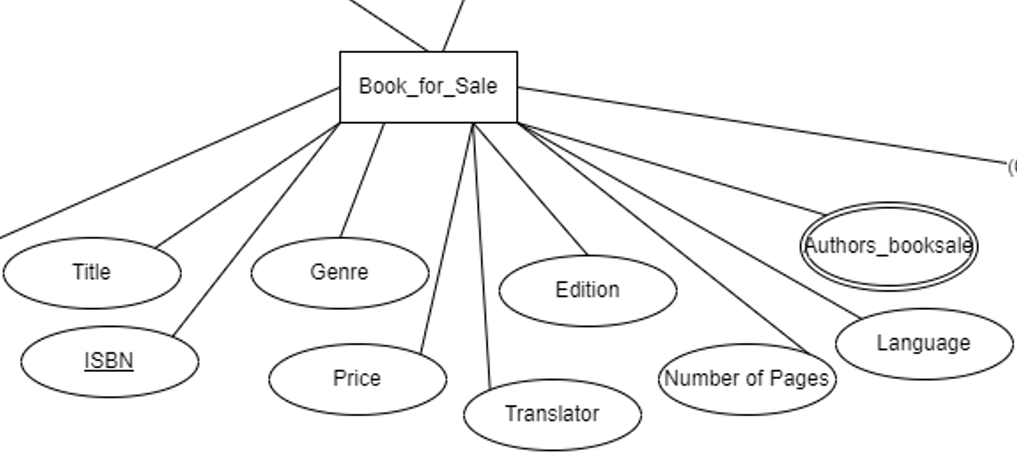 Book_for_Sale
Authors_booksale
Title
Genre
Edition
Language
ISBN
Price
Number of Pages
Translator